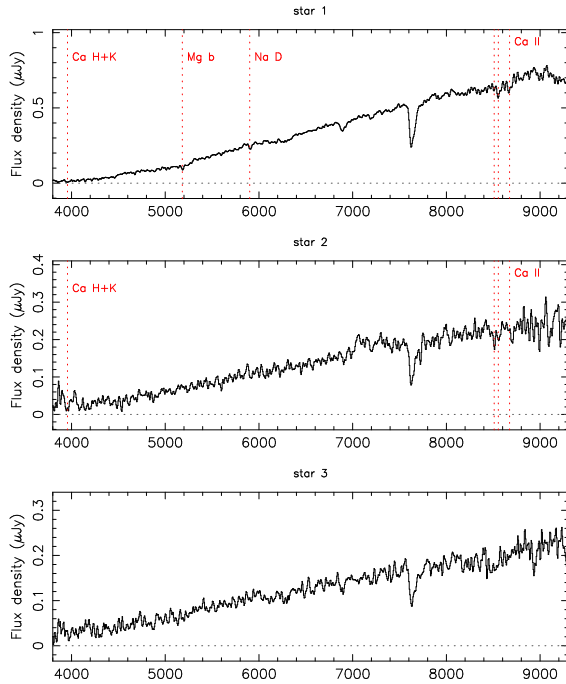 star 1
Flux density (μJy)
1
0.5
0
Ca H+K
Mg b
Na D
Ca II
4000 5000 6000 7000 8000 9000
star 2
Flux density (μJy)
0.4
0.3
0.2
0.1
0
Ca H+K
Ca II
4000 5000 6000 7000 8000 9000
star 3
Flux density (μJy)
0.3
0.2
0.1
0
4000 5000 6000 7000 8000 9000